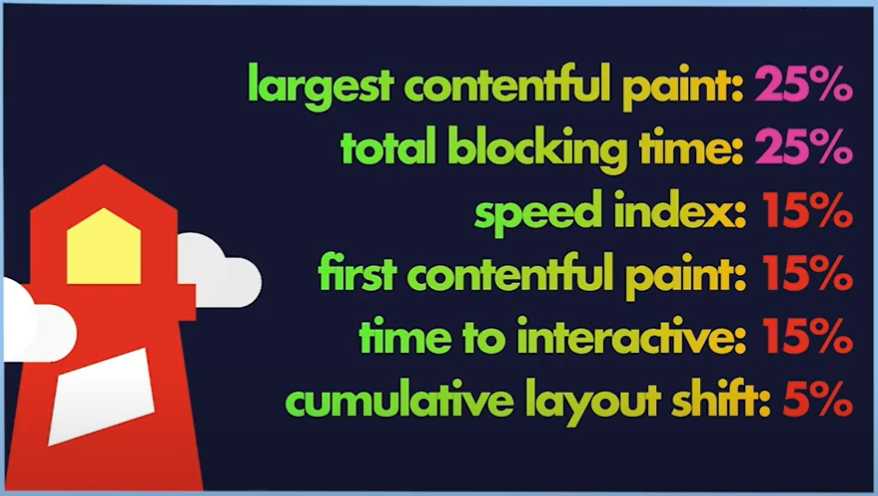 largest contentful paint: 25%
total blocking time: 25%
speed index: 15%
first contentful paint: 15%
time to interactive: 15%
cumulative layout shift: 5%